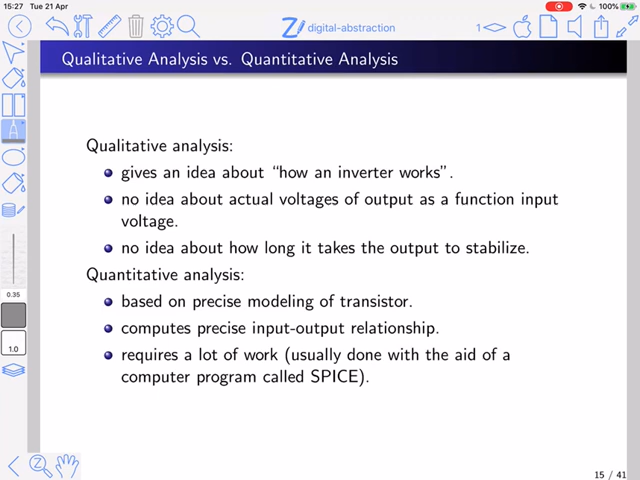 15:27 Tue 21 Apr 100%
digital-abstraction
1
Qualitative Analysis vs. Quantitative Analysis
Qualitative analysis:
gives an idea about “how an inverter works”.
no idea about actual voltages of output as a function input
voltage.
no idea about how long it takes the output to stabilize.
Quantitative analysis:
based on precise modeling of transistor.
computes precise input-output relationship.
requires a lot of work (usually done with the aid of a
computer program called SPICE).
0.35
1.0
15 / 41